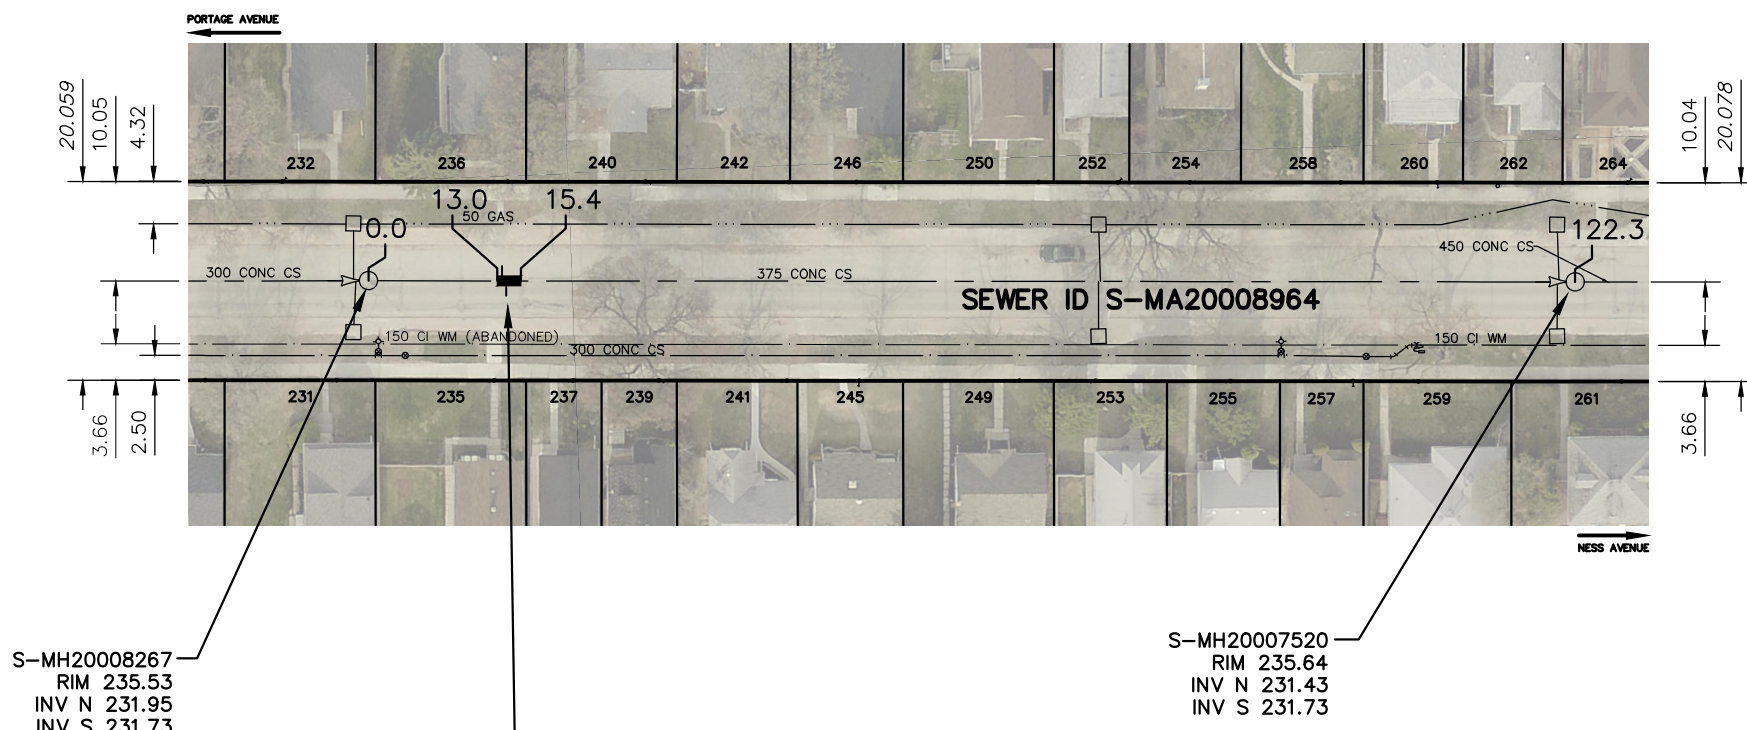 PORTAGE AVENUE
20.059
10.05
4.32
10.04
20.078
232
236
240
242
246
250
252
254
258
260
262
264
13.0
15.4
50 GAS
0.0
122.3
450 CONC CS
300 CONC CS
375 CONC CS
SEWER ID S-MA20008964
150 CI WM (ABANDONED)
150 CI WM
300 CONC CS
231
235
237
239
241
245
249
253
255
257
259
261
3.66
2.50
3.66
NESS AVENUE
S-MH20008267
RIM 235.53
INV N 231.95
INV S 231.73
S-MH20007520
RIM 235.64
INV N 231.43
INV S 231.73